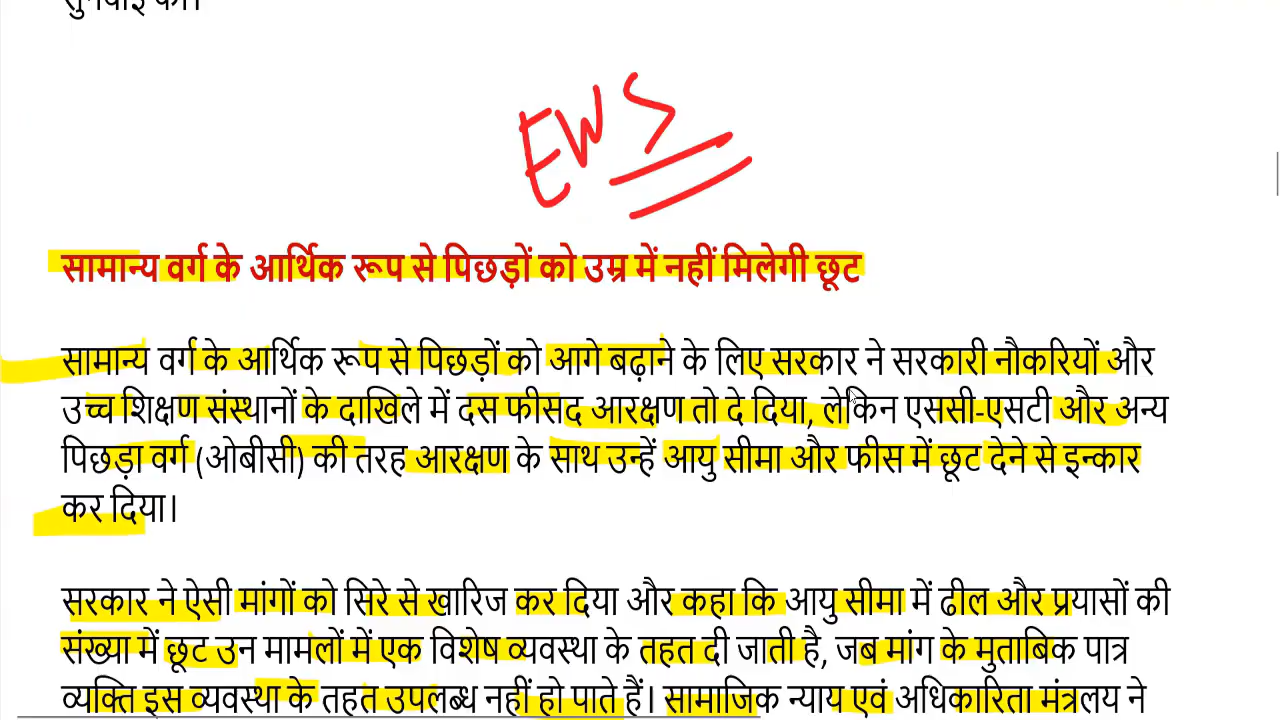 सुनवाई की।
EWS
सामान्य वर्ग के आर्थिक रूप से पिछड़ों को उम्र में नहीं मिलेगी छूट
सामान्य वर्ग के आर्थिक रूप से पिछड़ों को आगे बढ़ाने के लिए सरकार ने सरकारी नौकरियों और
उच्च शिक्षण संस्थानों के दाखिले में दस फीसद आरक्षण तो दे दिया, लेकिन एससी-एसटी और अन्य
पिछड़ा वर्ग (ओबीसी) की तरह आरक्षण के साथ उन्हें आयु सीमा और फीस में छूट देने से इन्कार
कर दिया।
सरकार ने ऐसी मांगों को सिरे से खारिज कर दिया और कहा कि आयु सीमा में ढील और प्रयासों की
संख्या में छूट उन मामलों में एक विशेष व्यवस्था के तहत दी जाती है, जब मांग के मुताबिक पात्र
व्यक्ति इस व्यवस्था के तहत उपलब्ध नहीं हो पाते हैं। सामाजिक न्याय एवं अधिकारिता मंत्रलय ने